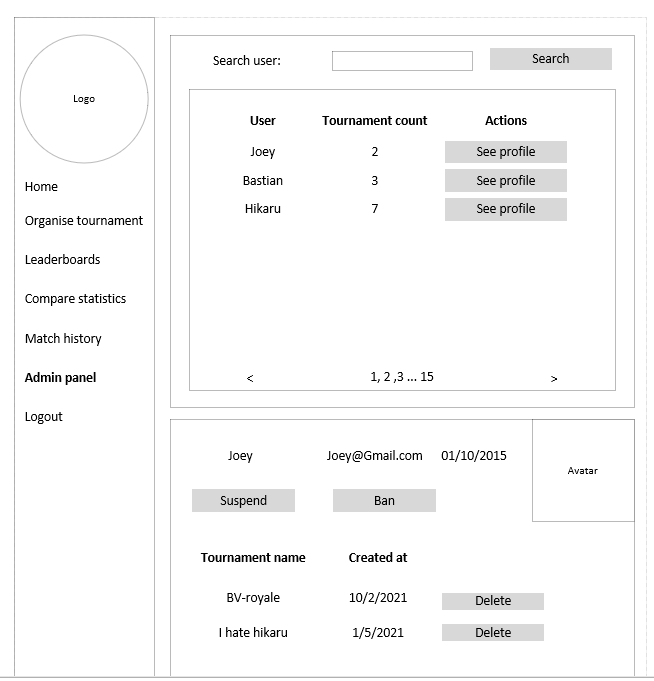 Logo
Home
Organise tournament
Leaderboards
Compare statistics
Match history
Admin panel
Logout
Search user: Search
User Tournament count Actions
Joey 2 See profile
Bastian 3 See profile
Hikaru 7 See profile
< 1, 2 ,3 ... 15 >
Joey Joey@Gmail.com 01/10/2015 Avatar
Suspend Ban
Tournament name Created at
BV-royale 10/2/2021 Delete
I hate hikaru 1/5/2021 Delete